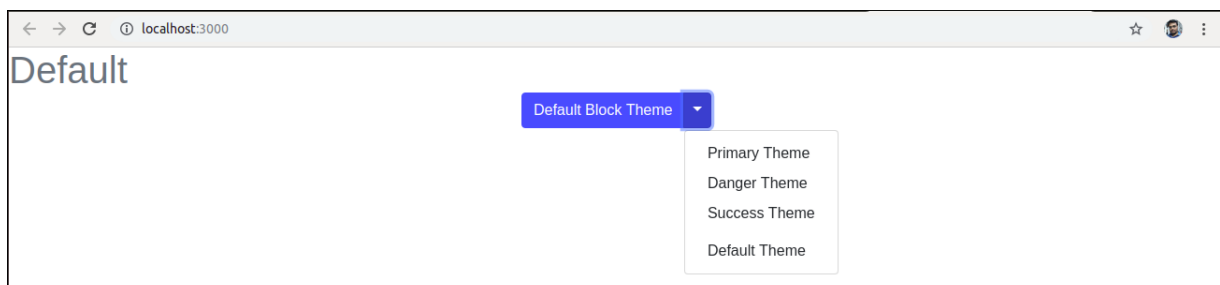 localhost:3000
Default
Default Block Theme
Primary Theme
Danger Theme
Success Theme
Default Theme